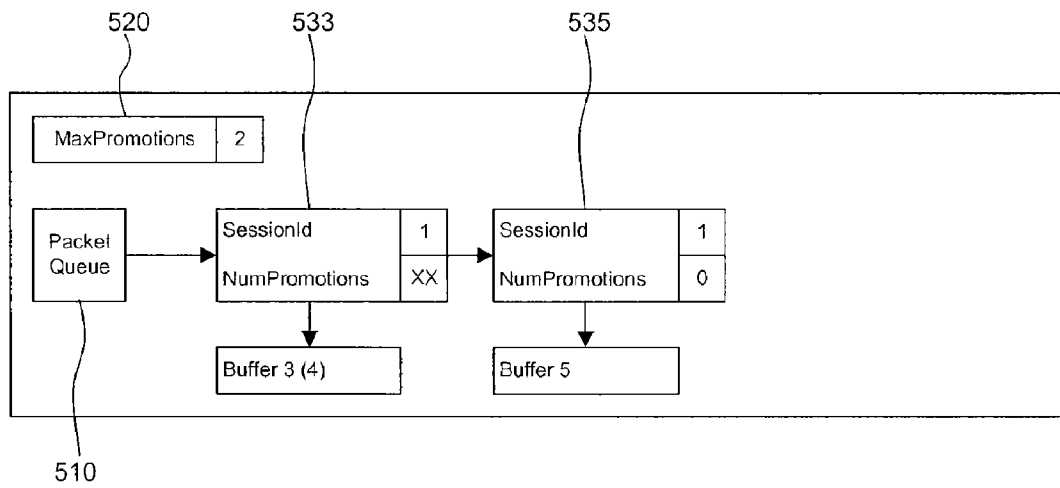 520
533
535
MaxPromotions 2
Packet
Queue
SessionId 1
NumPromotions XX
SessionId 1
NumPromotions 0
Buffer 3 (4)
Buffer 5
510